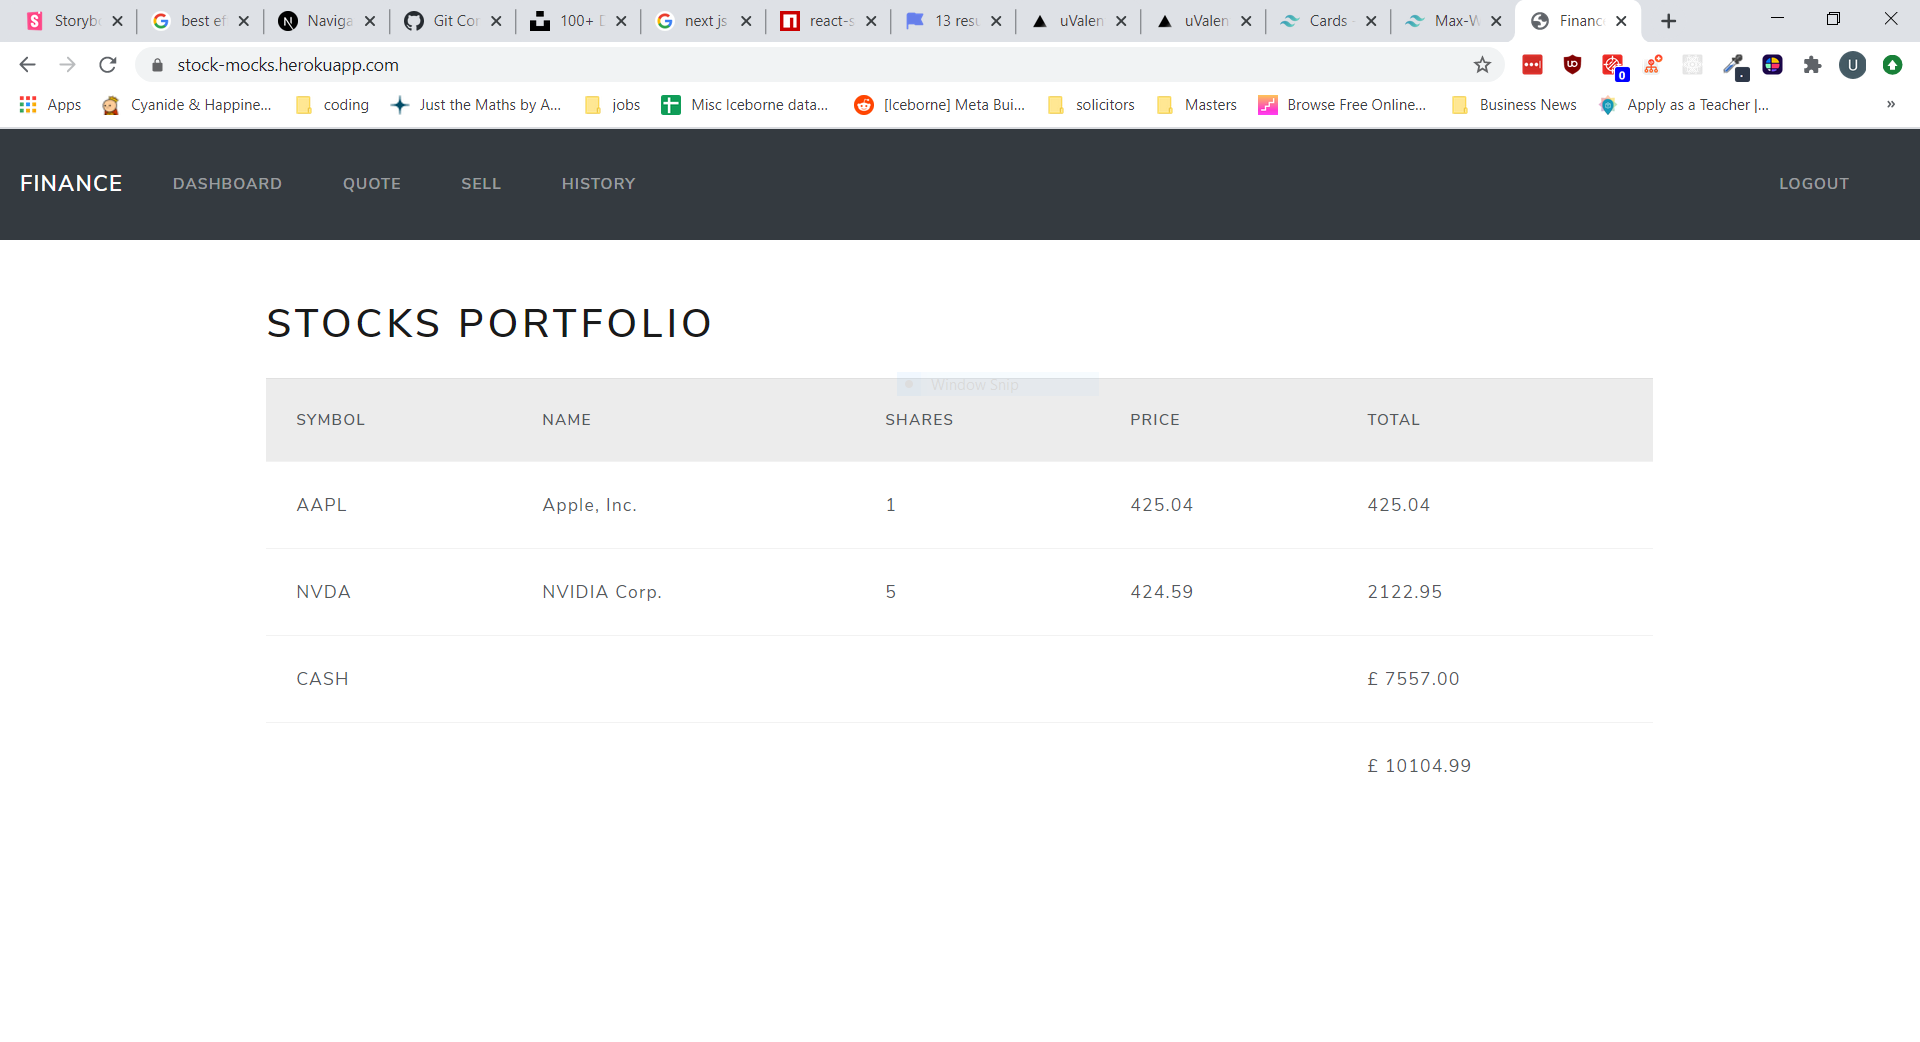 Storyb best ef Naviga Git Cor 100+ D next js react-s 13 resu uValen uValen Cards - Max-W Financ
stock-mocks.herokuapp.com 0 U
Apps Cyanide & Happine... coding Just the Maths by A... jobs Misc Iceborne data... [Iceborne] Meta Bui... solicitors Masters Browse Free Online... Business News Apply as a Teacher |... »
FINANCE DASHBOARD QUOTE SELL HISTORY LOGOUT
STOCKS PORTFOLIO
Window Snip
SYMBOL NAME SHARES PRICE TOTAL
AAPL Apple, Inc. 1 425.04 425.04
NVDA NVIDIA Corp. 5 424.59 2122.95
CASH £ 7557.00
£ 10104.99